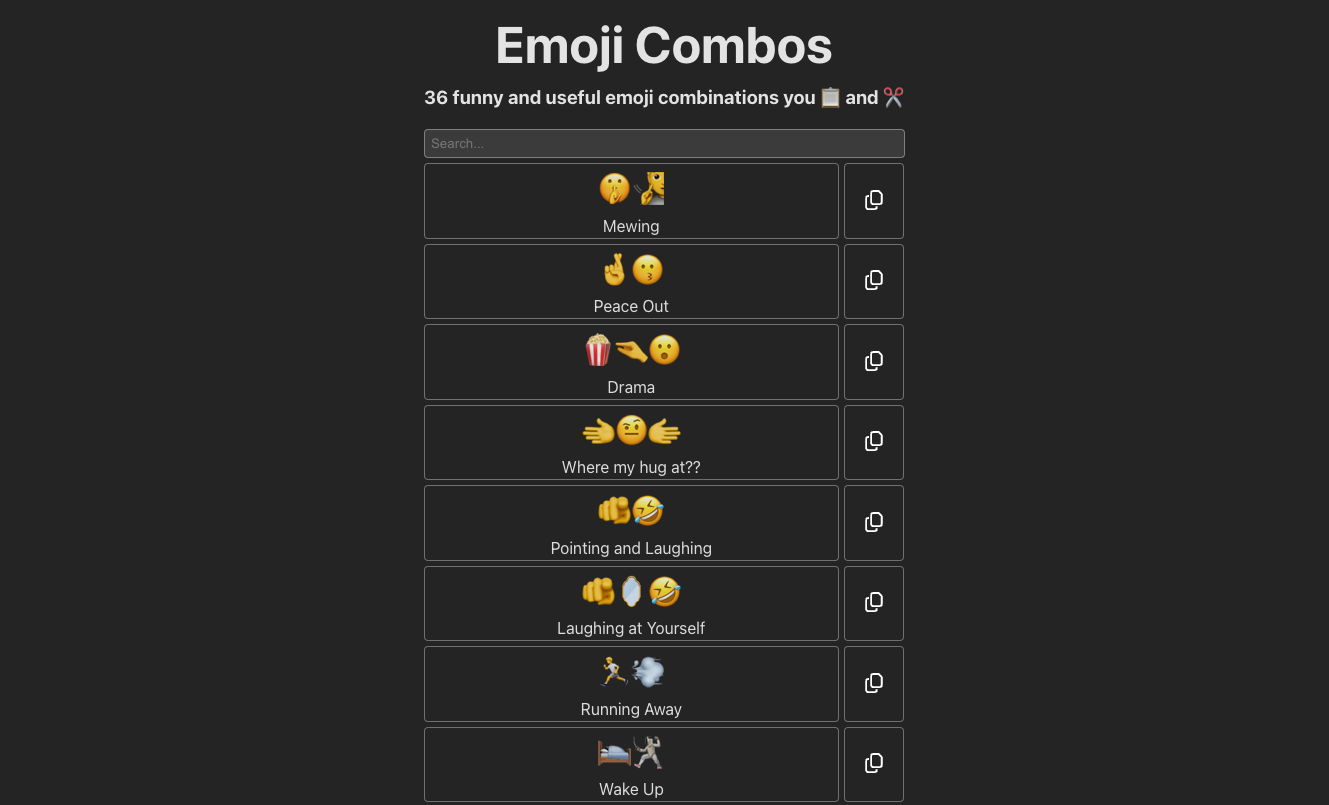 Emoji Combos
36 funny and useful emoji combinations you 📋 and ✂️
Search...
🤫🧏
Mewing
🤞😗
Peace Out
🍿🤏😮
Drama
🫲🤨🫱
Where my hug at??
🫵🤣
Pointing and Laughing
🫵🪞🤣
Laughing at Yourself
🏃💨
Running Away
🛏️🤺
Wake Up